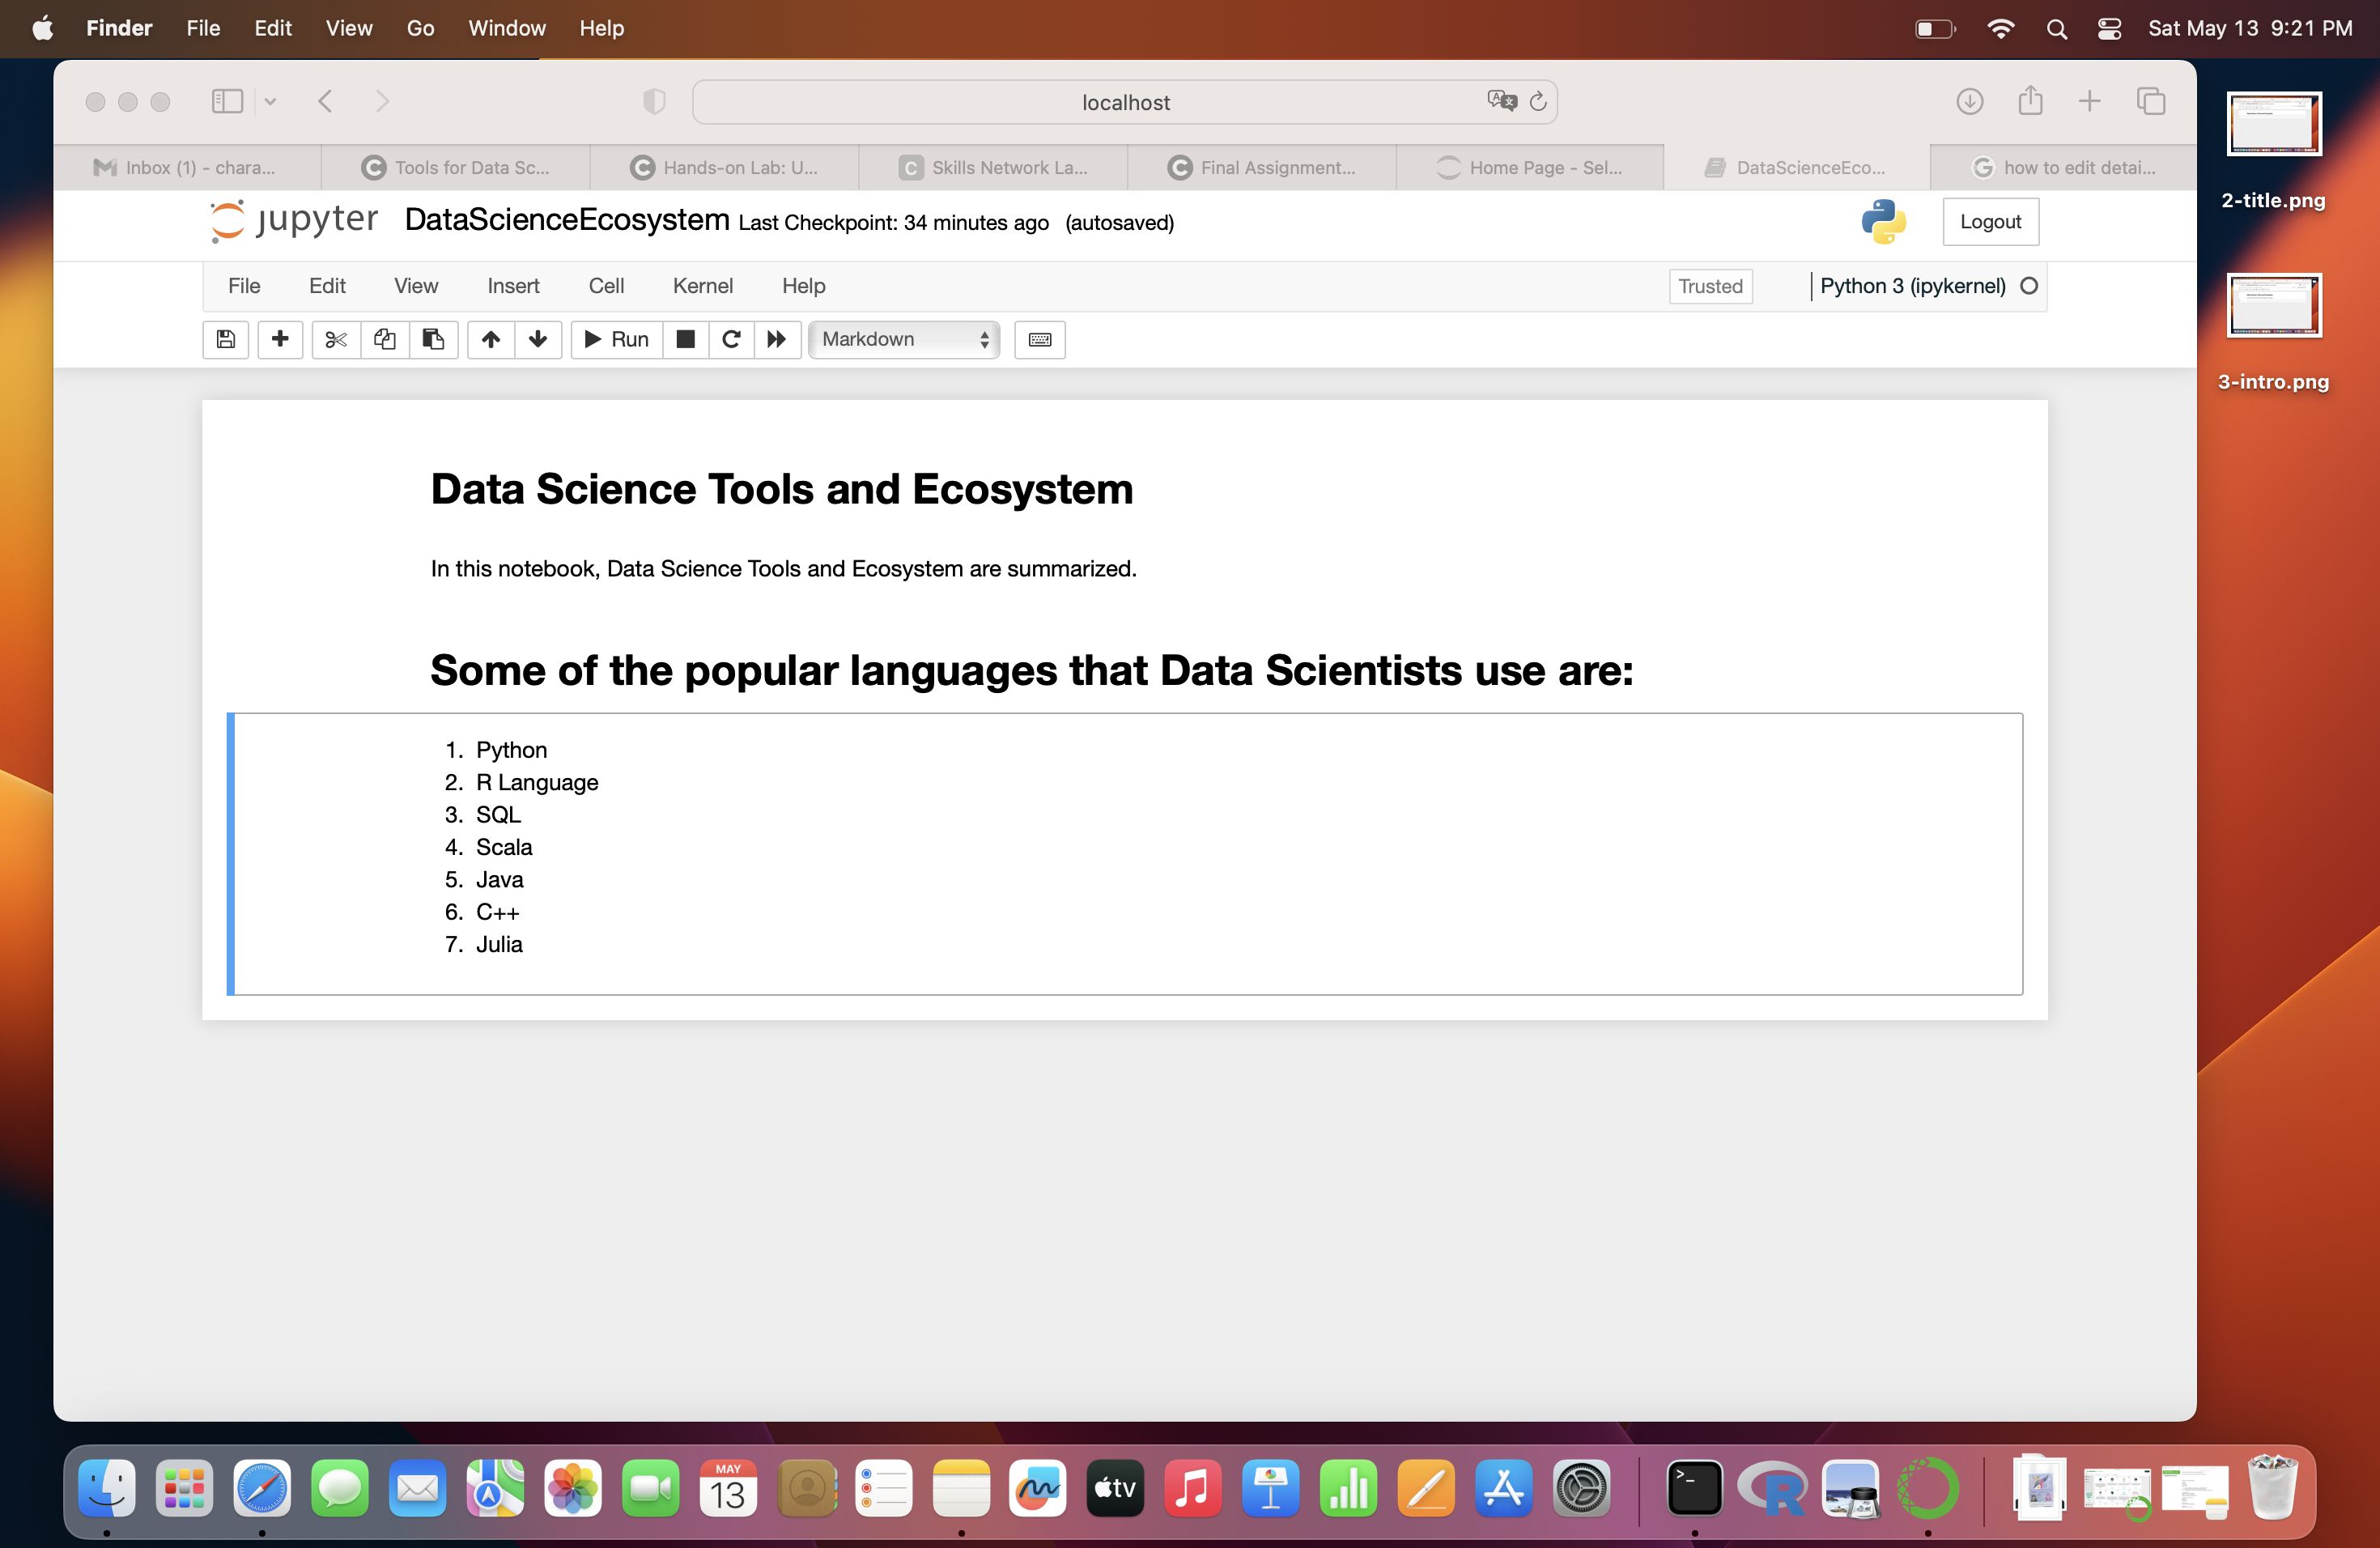 Finder File Edit View Go Window Help Sat May 13 9:21 PM
localhost
Inbox (1) - chara... Tools for Data Sc... Hands-on Lab: U... Skills Network La... Final Assignment... Home Page - Sel... DataScienceEco... how to edit detai...
jupyter DataScienceEcosystem Last Checkpoint: 34 minutes ago (autosaved) Logout
File Edit View Insert Cell Kernel Help Trusted Python 3 (ipykernel)
Run Markdown
Data Science Tools and Ecosystem
In this notebook, Data Science Tools and Ecosystem are summarized.
Some of the popular languages that Data Scientists use are:
1. Python
2. R Language
3. SQL
4. Scala
5. Java
6. C++
7. Julia
2-title.png
3-intro.png
MAY
13
tv